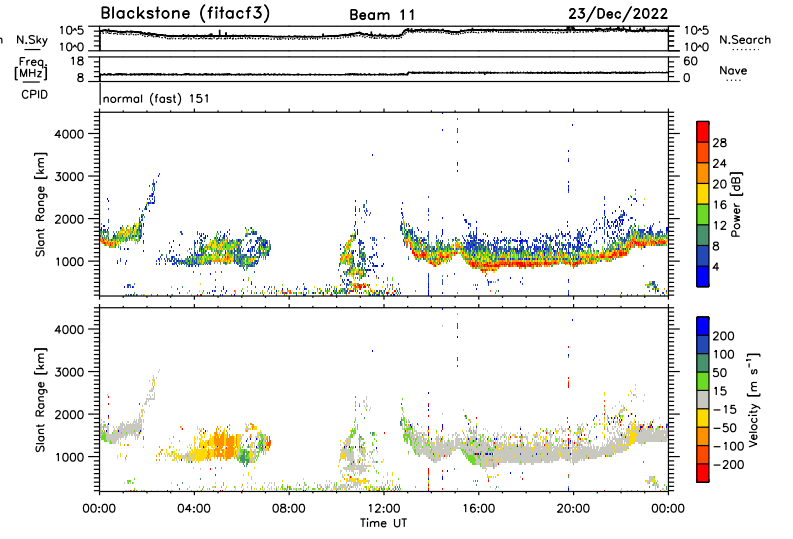 Blackstone (fitacf3) Beam 11 23/Dec/2022
n N.Sky 10^5 10^0 10^5 10^0 N.Search
Freq. [MHz] 18 8 60 0 Nave
CPID normal (fast) 151
Slant Range [km] 4000 3000 2000 1000
28 24 20 16 12 8 4 Power [dB]
Slant Range [km] 4000 3000 2000 1000
200 100 50 15 -15 -50 -100 -200 Velocity [m s⁻¹]
00:00 04:00 08:00 12:00 16:00 20:00 00:00
Time UT